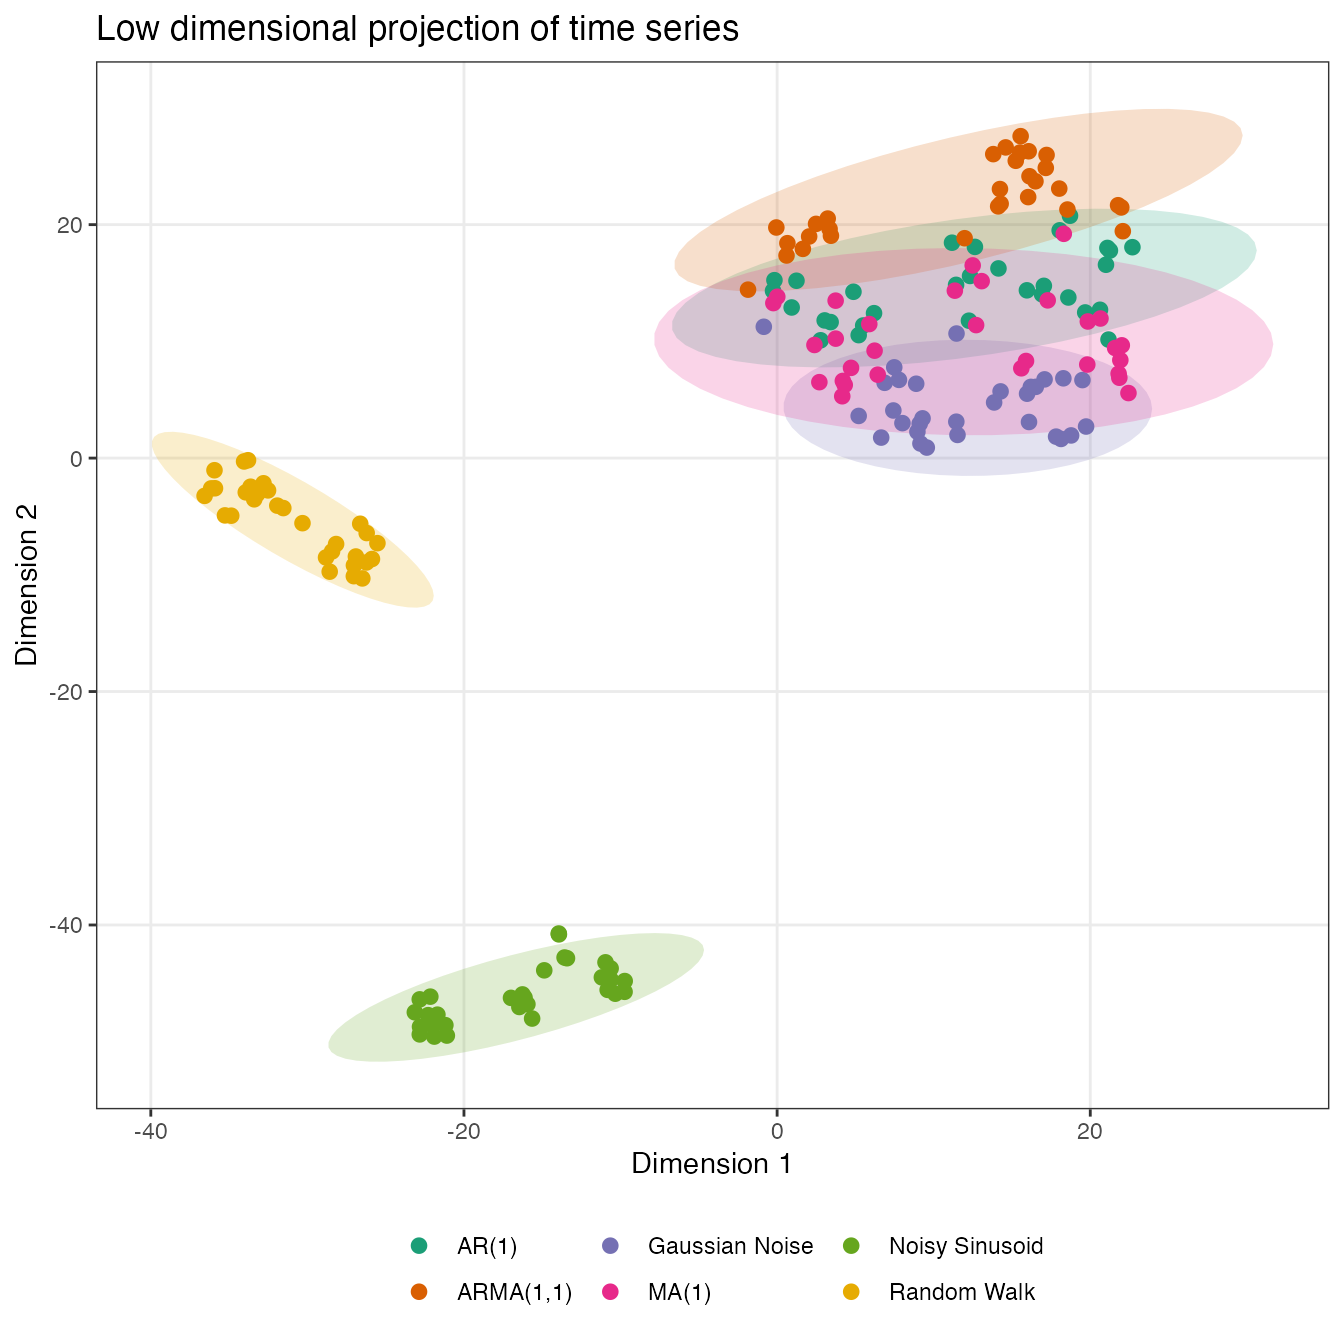 Low dimensional projection of time series
20
0
-20
-40
Dimension 2
-40
-20
0
20
Dimension 1
AR(1)
Gaussian Noise
Noisy Sinusoid
ARMA(1,1)
MA(1)
Random Walk